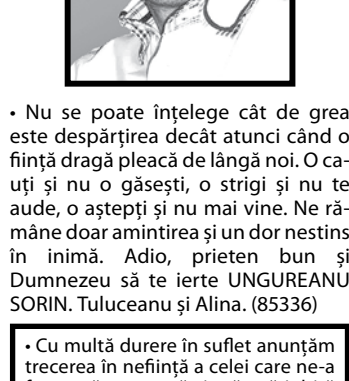 • Nu se poate înțelege cât de grea
este despărțirea decât atunci când o
ființă dragă pleacă de lângă noi. O ca-
uți și nu o găsești, o strigi și nu te
aude, o aștepți și nu mai vine. Ne ră-
mâne doar amintirea și un dor nestins
în inimă. Adio, prieten bun și
Dumnezeu să te ierte UNGUREANU
SORIN. Tuluceanu și Alina. (85336)
• Cu multă durere în suflet anunțăm
trecerea în neființă a celei care ne-a